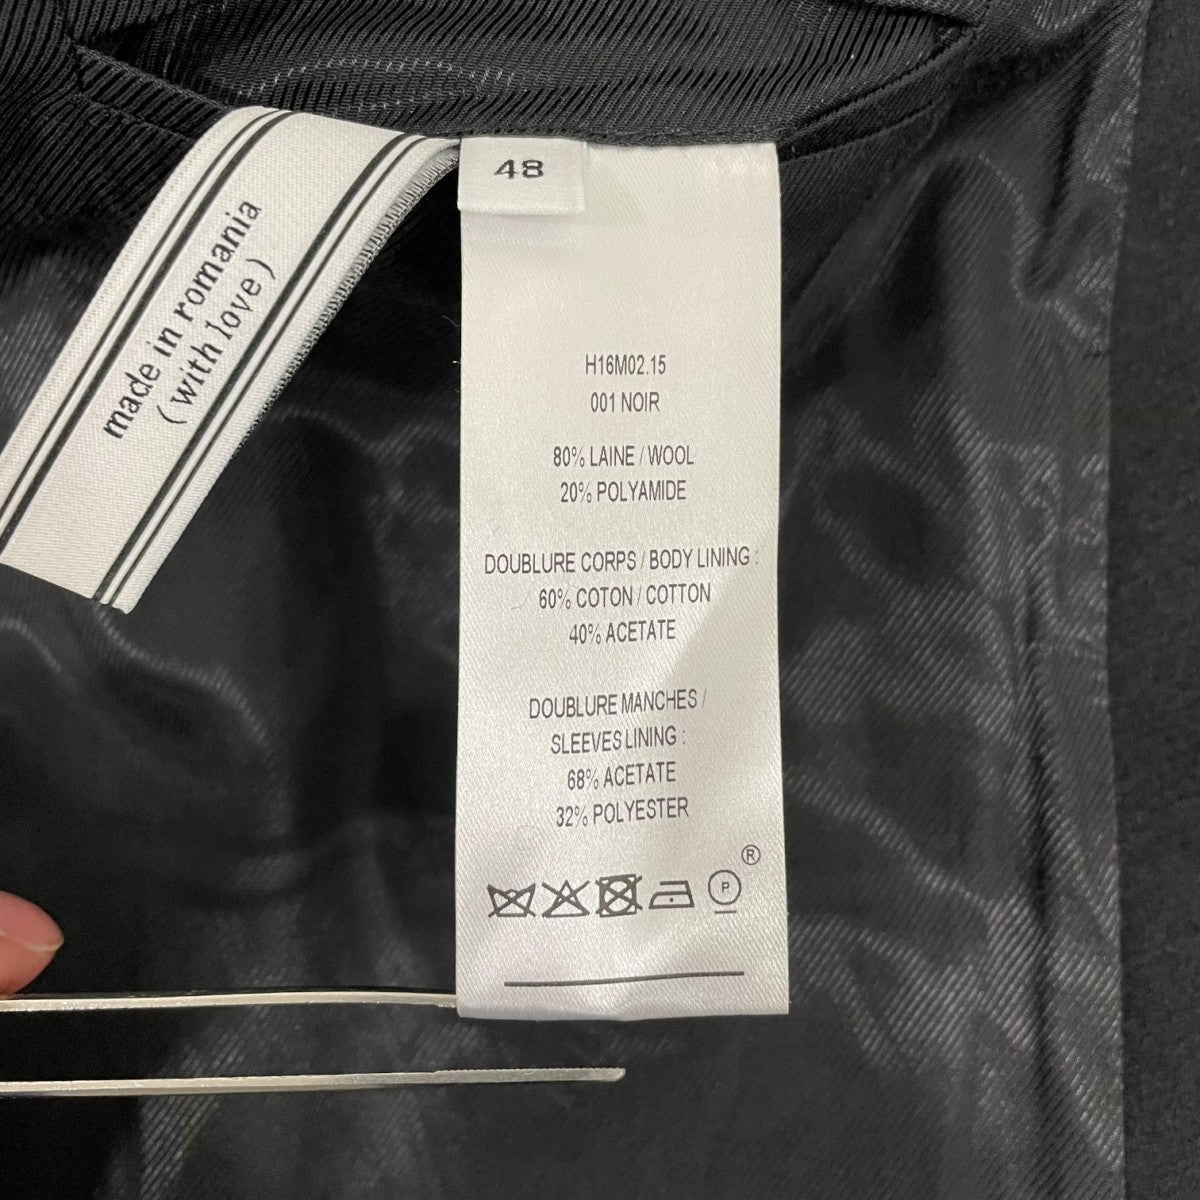 made in romania
(with love)
48
H16M02.15
001 NOIR
80% LAINE / WOOL
20% POLYAMIDE
DOUBLURE CORPS / BODY LINING :
60% COTON / COTTON
40% ACETATE
DOUBLURE MANCHES /
SLEEVES LINING :
68% ACETATE
32% POLYESTER
®
P